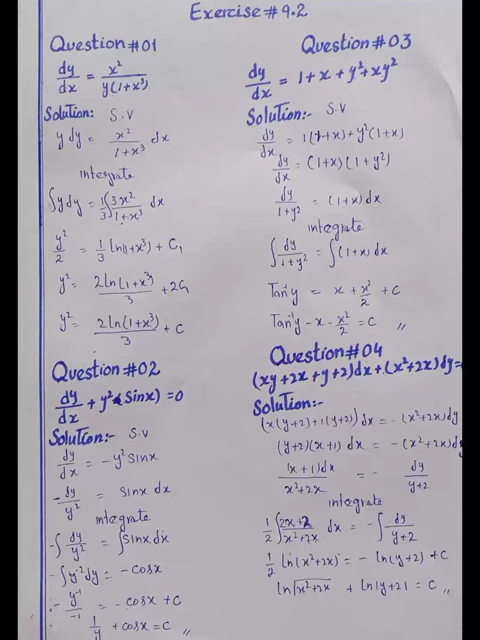 Exercise #9.2
Question #01
dy/dx = x²/y(1+x³)
Solution: S.V
y dy = x²/1+x³ dx
integrate
∫y dy = 1/3 ∫ 3x²/1+x³ dx
y²/2 = 1/3 ln(1+x³) + C₁
y² = 2ln(1+x³)/3 + 2C₁
y² = 2ln(1+x³)/3 + C
Question #02
dy/dx + y² sinx) = 0
Solution:- S.V
dy/dx = -y² sinx
-dy/y² = sinx dx
integrate
-∫dy/y² = ∫sinx dx
-∫y⁻² dy = -cosx
-y⁻¹/-1 = -cosx + C
1/y + cosx = C ,,
Question #03
dy/dx = 1+x+y²+xy²
Solution:- S.V
dy/dx = 1(1+x)+y²(1+x)
dy/dx = (1+x)(1+y²)
dy/1+y² = (1+x)dx
integrate
∫dy/1+y² = ∫(1+x)dx
Tan⁻¹y = x + x²/2 + C
Tan⁻¹y - x - x²/2 = C ,,
Question #04
(xy+2x+y+2)dx+(x²+2x)dy=
Solution:-
(x(y+2)+1(y+2))dx = -(x²+2x)dy
(y+2)(x+1)dx = -(x²+2x)dy
(x+1)dx/x²+2x = - dy/y+2
integrate
1/2 ∫ 2x+2/x²+2x dx = -∫ dy/y+2
1/2 ln(x²+2x) = -ln(y+2) + C
ln√x²+2x + ln(y+2) = C ,,